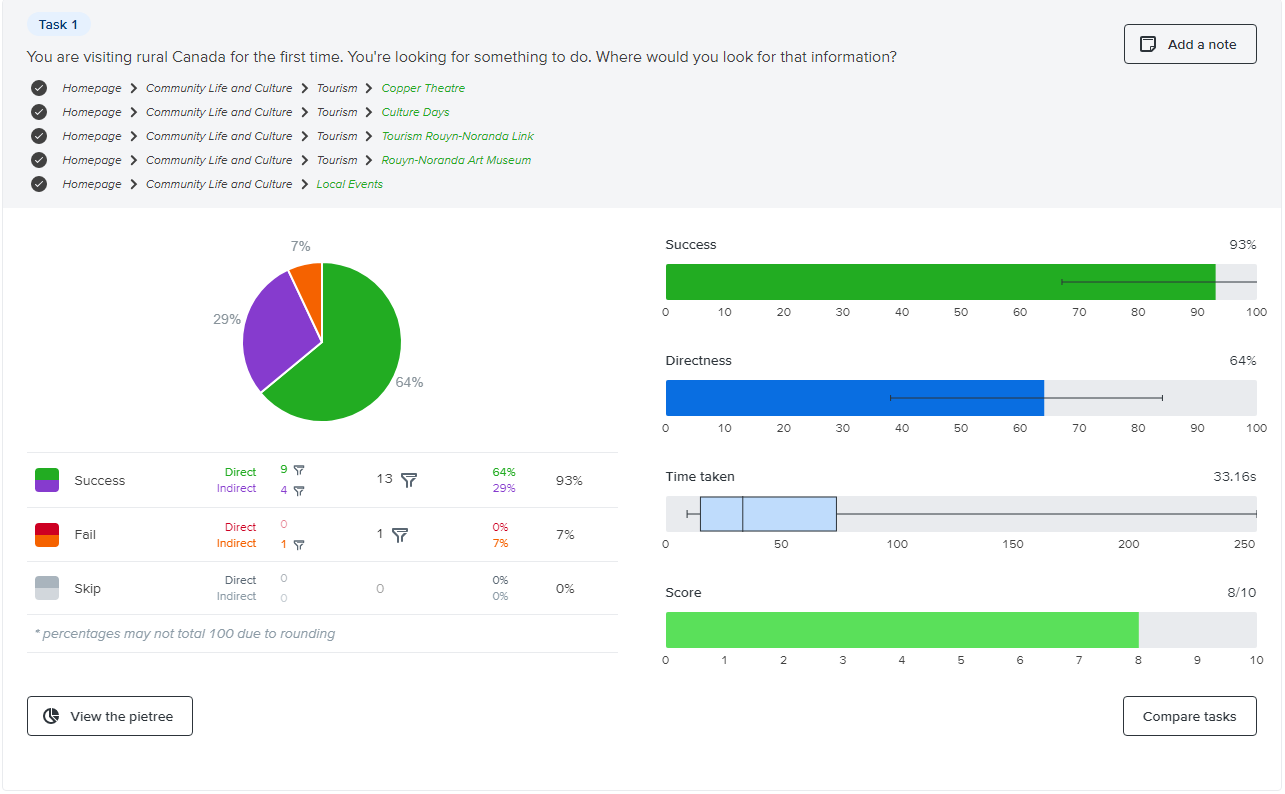 Task 1
Add a note
You are visiting rural Canada for the first time. You're looking for something to do. Where would you look for that information?
Homepage > Community Life and Culture > Tourism > Copper Theatre
Homepage > Community Life and Culture > Tourism > Culture Days
Homepage > Community Life and Culture > Tourism > Tourism Rouyn-Noranda Link
Homepage > Community Life and Culture > Tourism > Rouyn-Noranda Art Museum
Homepage > Community Life and Culture > Local Events
7%
29%
64%
Success Direct 9 13 64% 93%
Indirect 4 29%
Fail Direct 0 1 0% 7%
Indirect 1 7%
Skip Direct 0 0 0% 0%
Indirect 0 0%
* percentages may not total 100 due to rounding
View the pietree
Success 93%
0 10 20 30 40 50 60 70 80 90 100
Directness 64%
0 10 20 30 40 50 60 70 80 90 100
Time taken 33.16s
0 50 100 150 200 250
Score 8/10
0 1 2 3 4 5 6 7 8 9 10
Compare tasks